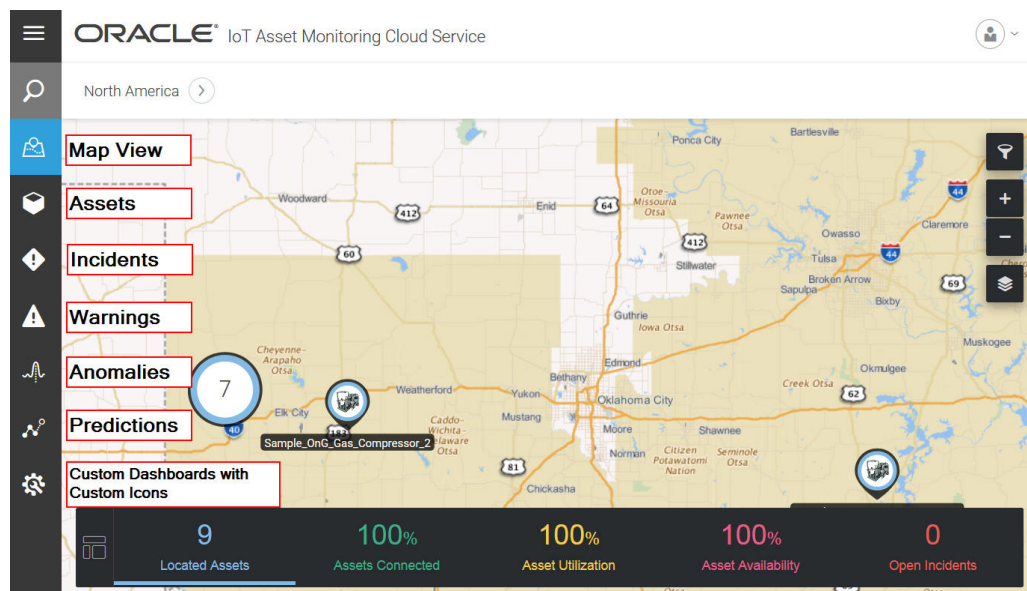 ORACLE® IoT Asset Monitoring Cloud Service
North America
Map View
Assets
Incidents
Warnings
Anomalies
Predictions
Custom Dashboards with
Custom Icons
Bartlesville
Ponca City
Woodward
412
Enid
64
Otoe-
Missouria
Otsa
Pawnee
Otsa
44
Claremore
Owasso
412
60
Stillwater
Tulsa
44
Broken Arrow
Sapulpa
69
Bixby
Guthrie
Iowa Otsa
Muskogee
Cheyenne-
Arapaho
Otsa
Edmond
Okmulgee
7
Bethany
Creek Otsa
Weatherford
Yukon
Oklahoma City
62
Elk City
Mustang
Moore
Shawnee
40
183
Caddo-
Wichita-
elaware
Otsa
Sample_OnG_Gas_Compressor_2
Norman
Citizen
Potawatomi
Nation
Seminole
Otsa
81
Chickasha
9
Located Assets
100%
Assets Connected
100%
Asset Utilization
100%
Asset Availability
0
Open Incidents